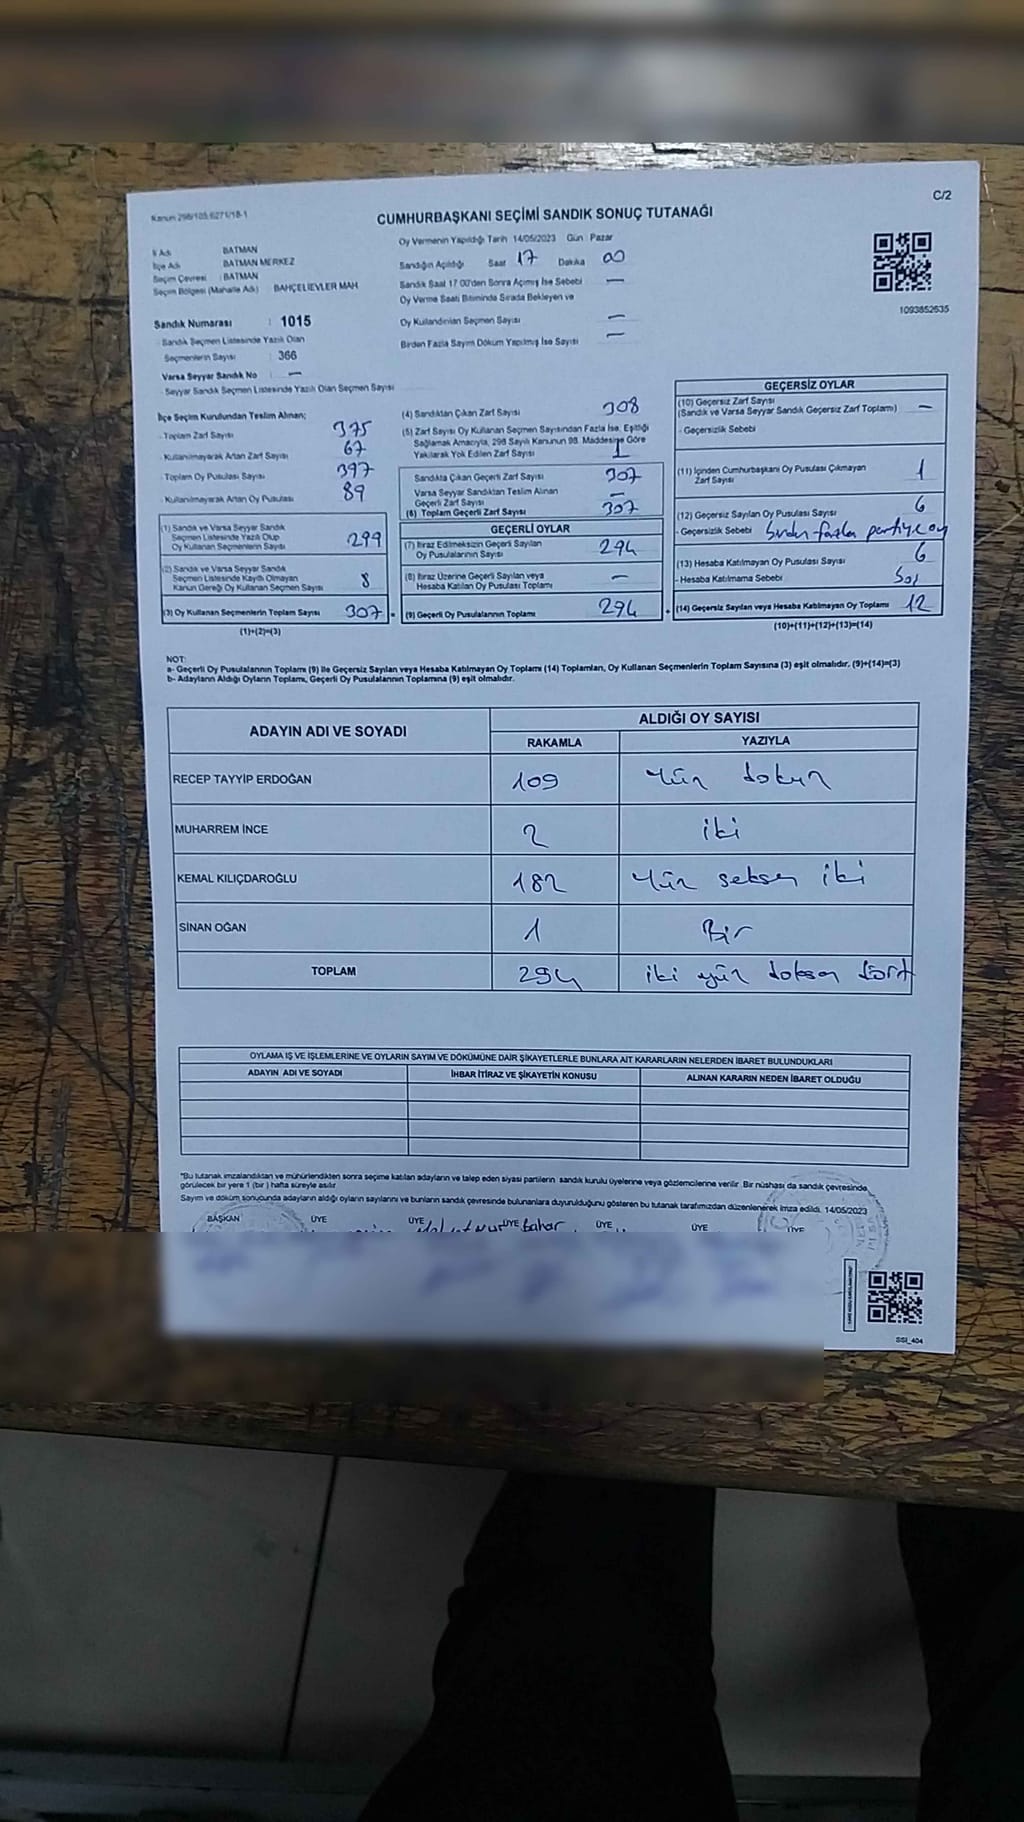 Kanun 298/105,6271/18-1
C/2
CUMHURBAŞKANI SEÇİMİ SANDIK SONUÇ TUTANAĞI
İl Adı BATMAN
İlçe Adı BATMAN MERKEZ
Seçim Çevresi : BATMAN
Seçim Bölgesi (Mahalle Adı) BAHÇELİEVLER MAH.
Sandık Numarası : 1015
Sandık Seçmen Listesinde Yazılı Olan
Seçmenlerin Sayısı : 366
Varsa Seyyar Sandık No : —
- Seyyar Sandık Seçmen Listesinde Yazılı Olan Seçmen Sayısı
Oy Vermenin Yapıldığı Tarih 14/05/2023 Gün Pazar
Sandığın Açıldığı Saat 17 Dakika 00
Sandık Saat 17.00'den Sonra Açımış İse Sebebi —
Oy Verme Saati Bitiminde Sırada Bekleyen ve
Oy Kullandırılan Seçmen Sayısı —
Birden Fazla Sayım Döküm Yapılmış İse Sayısı —
1093852635
İlçe Seçim Kurulundan Teslim Alınan;
- Toplam Zarf Sayısı 375
- Kullanılmayarak Artan Zarf Sayısı 67
- Toplam Oy Pusulası Sayısı 397
- Kullanılmayarak Artan Oy Pusulası 89
(1) Sandık ve Varsa Seyyar Sandık
Seçmen Listesinde Yazılı Olup
Oy Kullanan Seçmenlerin Sayısı 299
(2) Sandık ve Varsa Seyyar Sandık
Seçmen Listesinde Kayıtlı Olmayan
Kanun Gereği Oy Kullanan Seçmen Sayısı 8
(3) Oy Kullanan Seçmenlerin Toplam Sayısı 307 =
(1)+(2)=(3)
(4) Sandıktan Çıkan Zarf Sayısı 308
(5) Zarf Sayısı Oy Kullanan Seçmen Sayısından Fazla İse, Eşitliği
Sağlamak Amacıyla, 298 Sayılı Kanunun 98. Maddesine Göre
Yakılarak Yok Edilen Zarf Sayısı 1
Sandıkta Çıkan Geçerli Zarf Sayısı 307
Varsa Seyyar Sandıktan Teslim Alınan
Geçerli Zarf Sayısı —
(6) Toplam Geçerli Zarf Sayısı 307
GEÇERLİ OYLAR
(7) İtiraz Edilmeksizin Geçerli Sayılan
Oy Pusulalarının Sayısı 294
(8) İtiraz Üzerine Geçerli Sayılan veya
Hesaba Katılan Oy Pusulası Toplamı —
(9) Geçerli Oy Pusulalarının Toplamı 294 +
GEÇERSİZ OYLAR
(10) Geçersiz Zarf Sayısı
(Sandık ve Varsa Seyyar Sandık Geçersiz Zarf Toplamı) —
- Geçersizlik Sebebi
(11) İçinden Cumhurbaşkanı Oy Pusulası Çıkmayan
Zarf Sayısı 1
(12) Geçersiz Sayılan Oy Pusulası Sayısı 6
- Geçersizlik Sebebi birden fazla partiye oy
(13) Hesaba Katılmayan Oy Pusulası Sayısı 6
- Hesaba Katılmama Sebebi
(14) Geçersiz Sayılan veya Hesaba Katılmayan Oy Toplamı 12
(10)+(11)+(12)+(13)=(14)
NOT:
a- Geçerli Oy Pusulalarının Toplamı (9) ile Geçersiz Sayılan veya Hesaba Katılmayan Oy Toplamı (14) Toplamları, Oy Kullanan Seçmenlerin Toplam Sayısına (3) eşit olmalıdır. (9)+(14)=(3)
b- Adayların Aldığı Oyların Toplamı, Geçerli Oy Pusulalarının Toplamına (9) eşit olmalıdır.
ADAYIN ADI VE SOYADI
ALDIĞI OY SAYISI
RAKAMLA YAZIYLA
RECEP TAYYİP ERDOĞAN 109 Yüz dokuz
MUHARREM İNCE 2 iki
KEMAL KILIÇDAROĞLU 182 Yüz seksen iki
SİNAN OĞAN 1 Bir
TOPLAM 294 iki yüz doksan dört
OYLAMA İŞ VE İŞLEMLERİNE VE OYLARIN SAYIM VE DÖKÜMÜNE DAİR ŞİKAYETLERLE BUNLARA AİT KARARLARIN NELERDEN İBARET BULUNDUKLARI
ADAYIN ADI VE SOYADI İHBAR İTİRAZ VE ŞİKAYETİN KONUSU ALINAN KARARIN NEDEN İBARET OLDUĞU
*Bu tutanak imzalandıktan ve mühürlendikten sonra seçime katılan adayların ve talep eden siyasi partilerin sandık kurulu üyelerine veya gözlemcilerine verilir. Bir nüshası da sandık çevresinde,
görülecek bir yere 1 (bir) hafta süreyle asılır
Sayım ve döküm sonucunda adayların aldığı oyların sayılarını ve bunların sandık çevresinde bulunanlara duyurulduğunu gösteren bu tutanak tarafımızdan düzenlenerek imza edildi. 14/05/2023
BAŞKAN ÜYE ÜYE ÜYE ÜYE ÜYE ÜYE
SSI_404